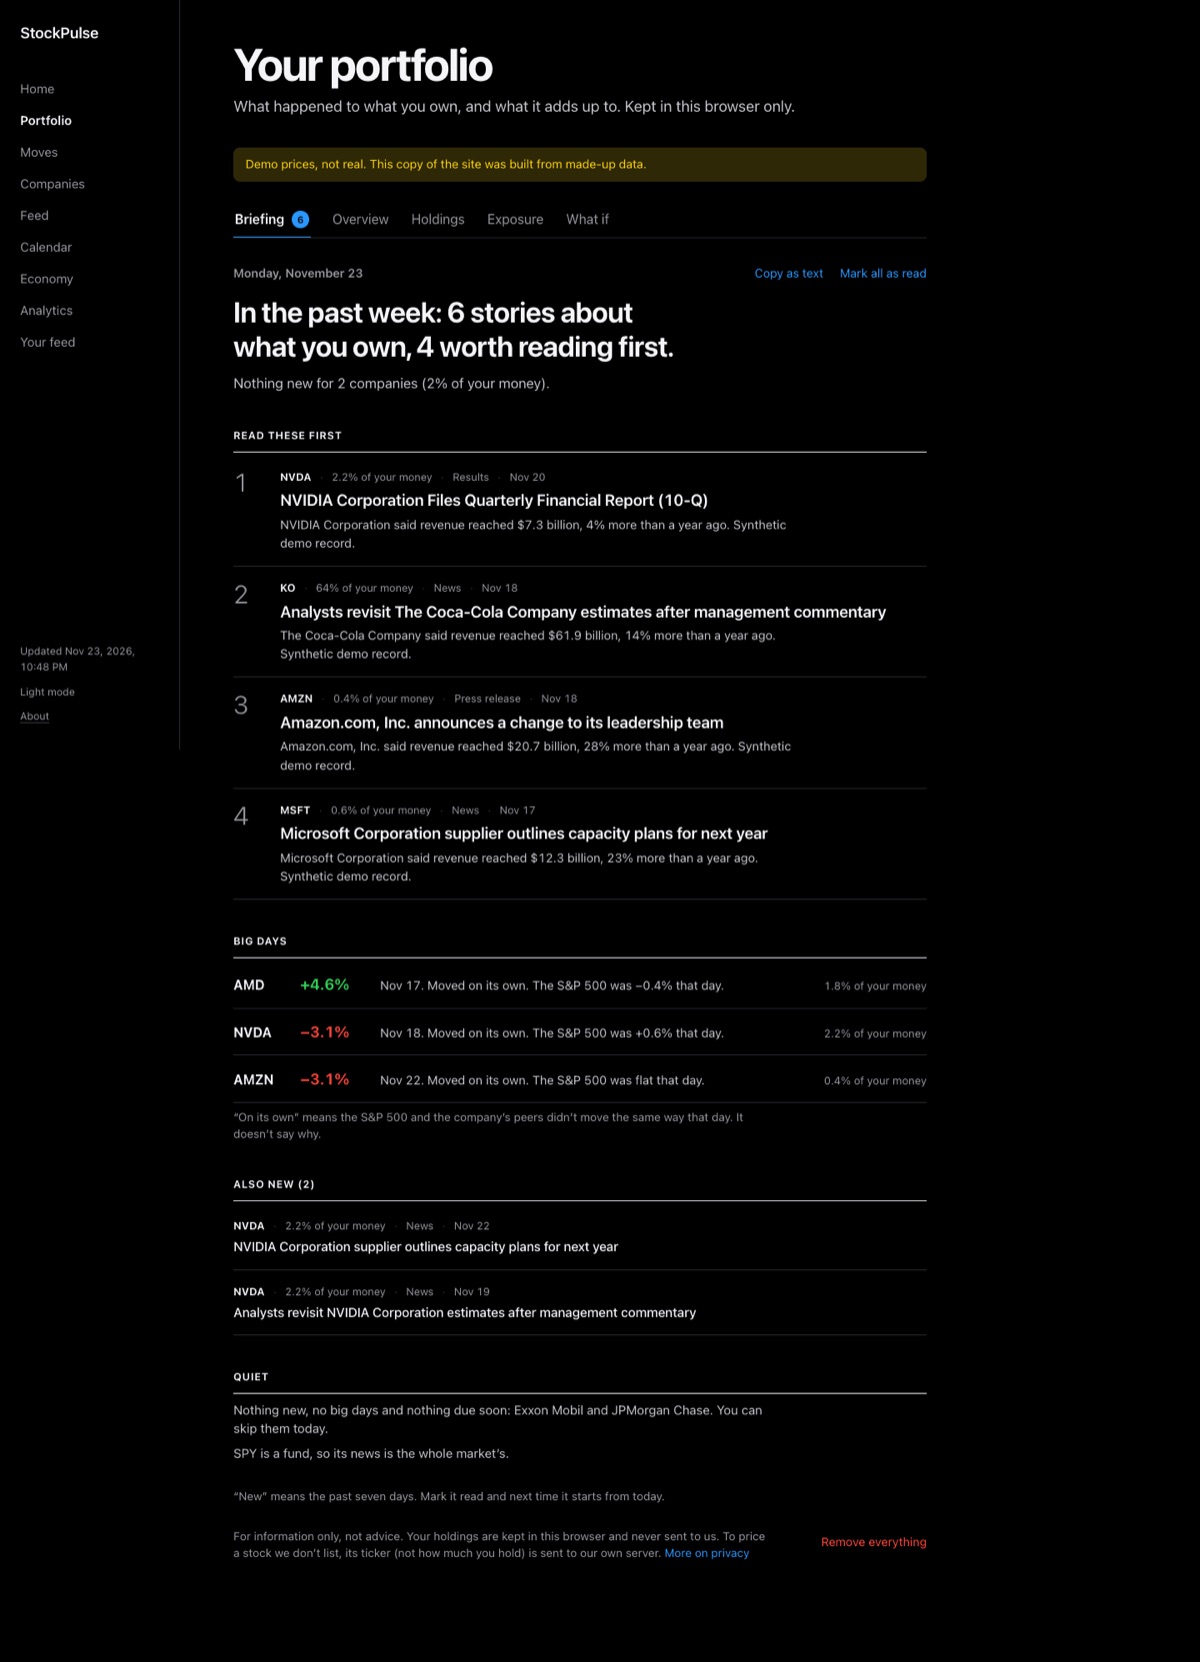 StockPulse
Home
Portfolio
Moves
Companies
Feed
Calendar
Economy
Analytics
Your feed
Updated Nov 23, 2026,
10:48 PM
Light mode
About
Your portfolio
What happened to what you own, and what it adds up to. Kept in this browser only.
Demo prices, not real. This copy of the site was built from made-up data.
Briefing 6 Overview Holdings Exposure What if
Monday, November 23 Copy as text Mark all as read
In the past week: 6 stories about
what you own, 4 worth reading first.
Nothing new for 2 companies (2% of your money).
READ THESE FIRST
1 NVDA · 2.2% of your money · Results · Nov 20
NVIDIA Corporation Files Quarterly Financial Report (10-Q)
NVIDIA Corporation said revenue reached $7.3 billion, 4% more than a year ago. Synthetic
demo record.
2 KO · 64% of your money · News · Nov 18
Analysts revisit The Coca-Cola Company estimates after management commentary
The Coca-Cola Company said revenue reached $61.9 billion, 14% more than a year ago.
Synthetic demo record.
3 AMZN · 0.4% of your money · Press release · Nov 18
Amazon.com, Inc. announces a change to its leadership team
Amazon.com, Inc. said revenue reached $20.7 billion, 28% more than a year ago. Synthetic
demo record.
4 MSFT · 0.6% of your money · News · Nov 17
Microsoft Corporation supplier outlines capacity plans for next year
Microsoft Corporation said revenue reached $12.3 billion, 23% more than a year ago.
Synthetic demo record.
BIG DAYS
AMD +4.6% Nov 17. Moved on its own. The S&P 500 was −0.4% that day. 1.8% of your money
NVDA −3.1% Nov 18. Moved on its own. The S&P 500 was +0.6% that day. 2.2% of your money
AMZN −3.1% Nov 22. Moved on its own. The S&P 500 was flat that day. 0.4% of your money
“On its own” means the S&P 500 and the company’s peers didn’t move the same way that day. It
doesn’t say why.
ALSO NEW (2)
NVDA · 2.2% of your money · News · Nov 22
NVIDIA Corporation supplier outlines capacity plans for next year
NVDA · 2.2% of your money · News · Nov 19
Analysts revisit NVIDIA Corporation estimates after management commentary
QUIET
Nothing new, no big days and nothing due soon: Exxon Mobil and JPMorgan Chase. You can
skip them today.
SPY is a fund, so its news is the whole market’s.
“New” means the past seven days. Mark it read and next time it starts from today.
For information only, not advice. Your holdings are kept in this browser and never sent to us. To price
a stock we don’t list, its ticker (not how much you hold) is sent to our own server. More on privacy
Remove everything